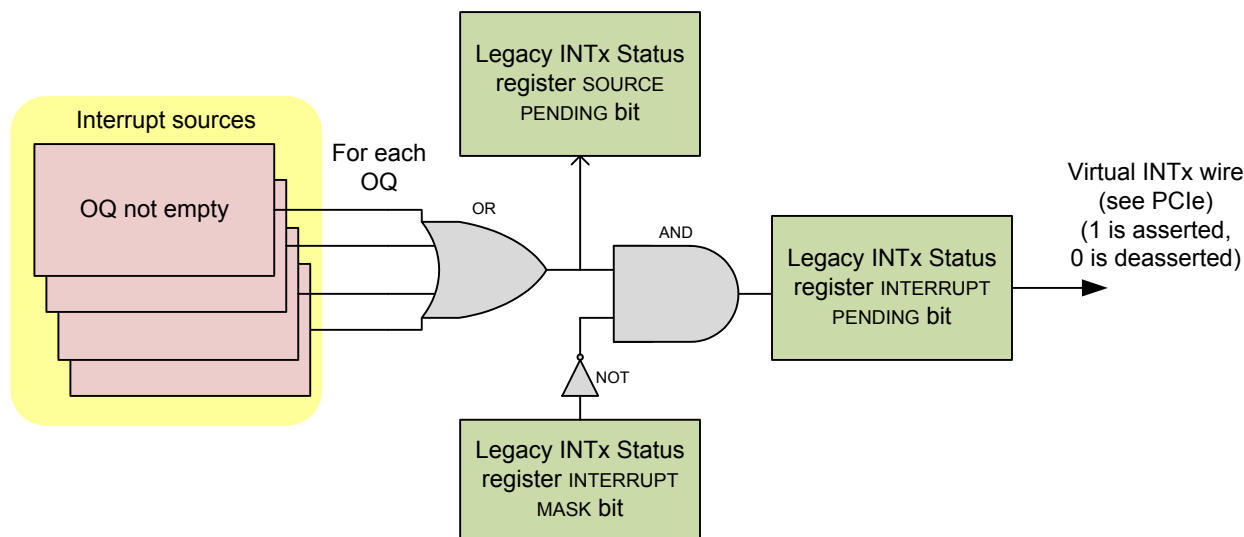 Legacy INTx Status
register SOURCE
PENDING bit
Interrupt sources
For each
OQ
OQ not empty
OR
AND
Virtual INTx wire
(see PCIe)
(1 is asserted,
0 is deasserted)
Legacy INTx Status
register INTERRUPT
PENDING bit
NOT
Legacy INTx Status
register INTERRUPT
MASK bit